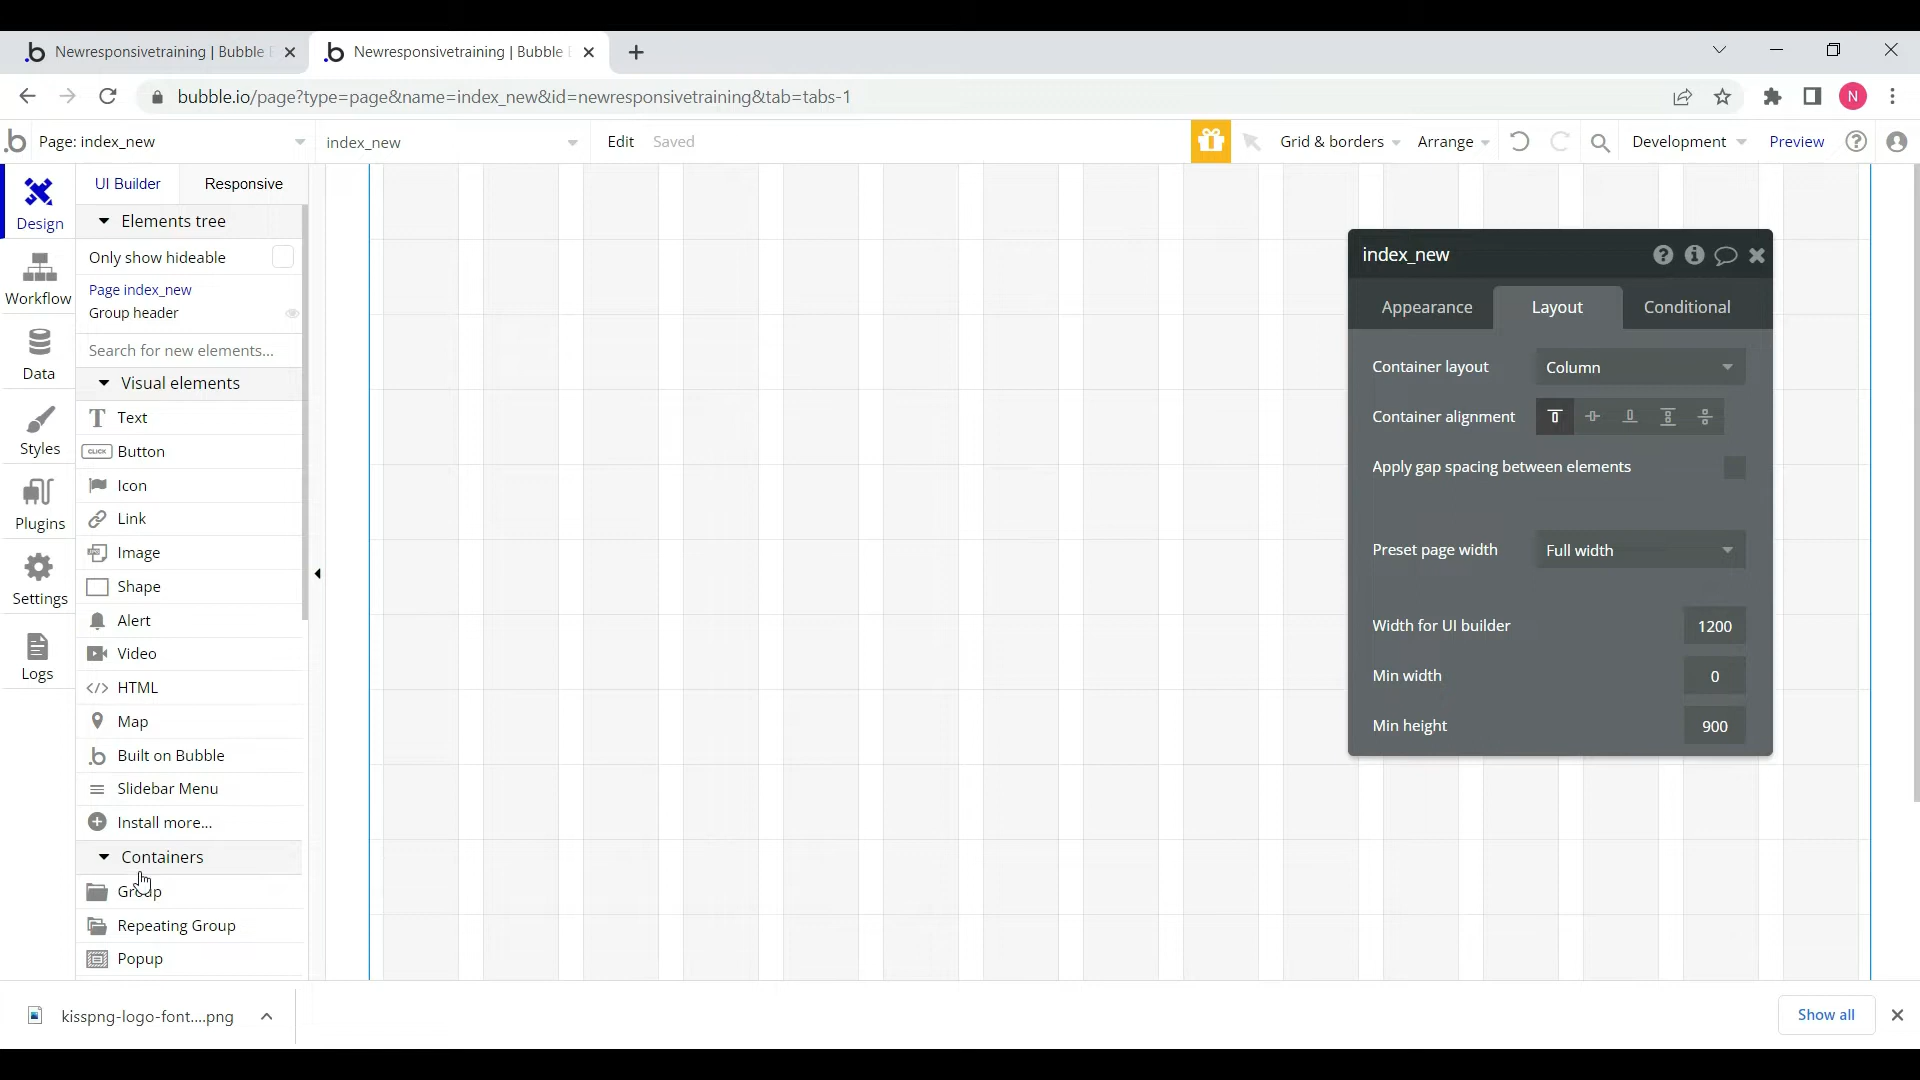 Newresponsivetraining | Bubble E
Newresponsivetraining | Bubble E
bubble.io/page?type=page&name=index_new&id=newresponsivetraining&tab=tabs-1
N
Page: index_new
index_new
Edit
Saved
Grid & borders
Arrange
Development
Preview
Design
Workflow
Data
Styles
Plugins
Settings
Logs
UI Builder
Responsive
Elements tree
Only show hideable
Page index_new
Group header
Search for new elements...
Visual elements
Text
CLICK
Button
Icon
Link
Image
Shape
Alert
Video
HTML
Map
Built on Bubble
Slidebar Menu
Install more...
Containers
Group
Repeating Group
Popup
index_new
Appearance
Layout
Conditional
Container layout
Column
Container alignment
Apply gap spacing between elements
Preset page width
Full width
Width for UI builder
1200
Min width
0
Min height
900
kisspng-logo-font....png
Show all